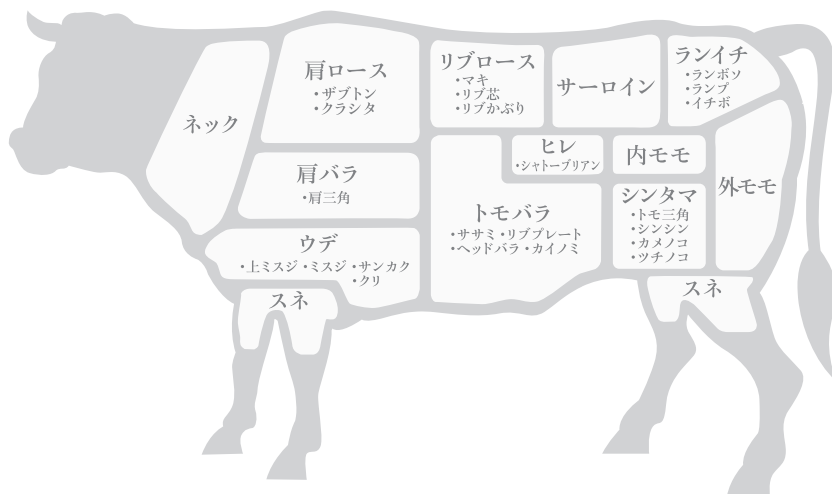 ネック
肩ロース
・ザブトン
・クラシタ
リブロース
・マキ
・リブ芯
・リブかぶり
サーロイン
ランイチ
・ランボソ
・ランプ
・イチボ
肩バラ
・肩三角
ヒレ
・シャトーブリアン
内モモ
外モモ
トモバラ
・ササミ ・リブプレート
・ヘッドバラ ・カイノミ
シンタマ
・トモ三角
・シンシン
・カメノコ
・ツチノコ
ウデ
・上ミスジ ・ミスジ ・サンカク
・クリ
スネ
スネ